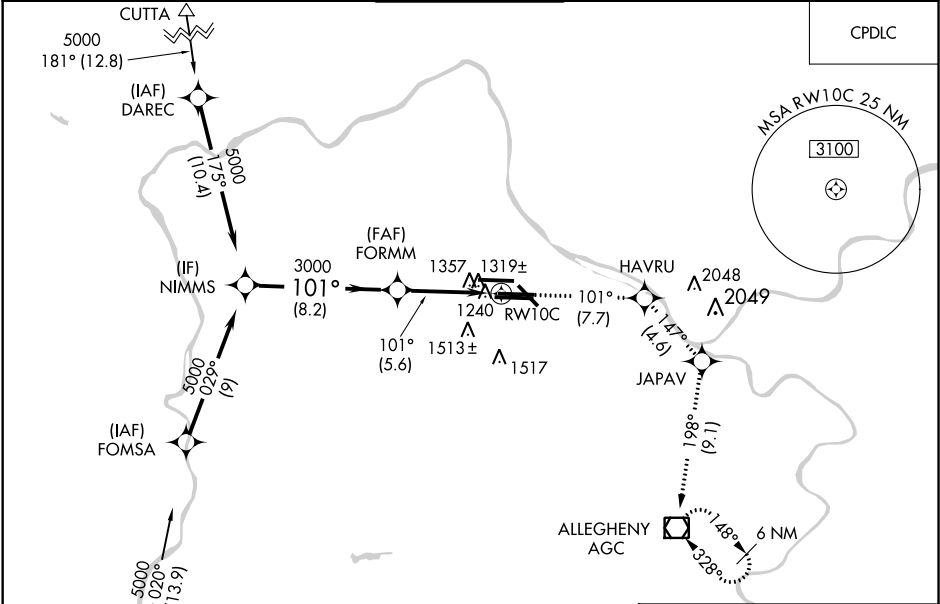 CUTTA
5000
181° (12.8)
CPDLC
(IAF)
DAREC
MSA RW10C 25 NM
3100
5000
175°
(10.4)
(FAF)
FORMM
(IF)
NIMMS
3000
101°
(8.2)
1357
1319±
HAVRU
2048
2049
1240
RW10C
101°
(7.7)
147°
(4.6)
101°
(5.6)
1513±
1517
JAPAV
5000
029°
(9)
(IAF)
FOMSA
198°
(9.1)
ALLEGHENY
AGC
148°
6 NM
328°
5000
020°
(13.9)